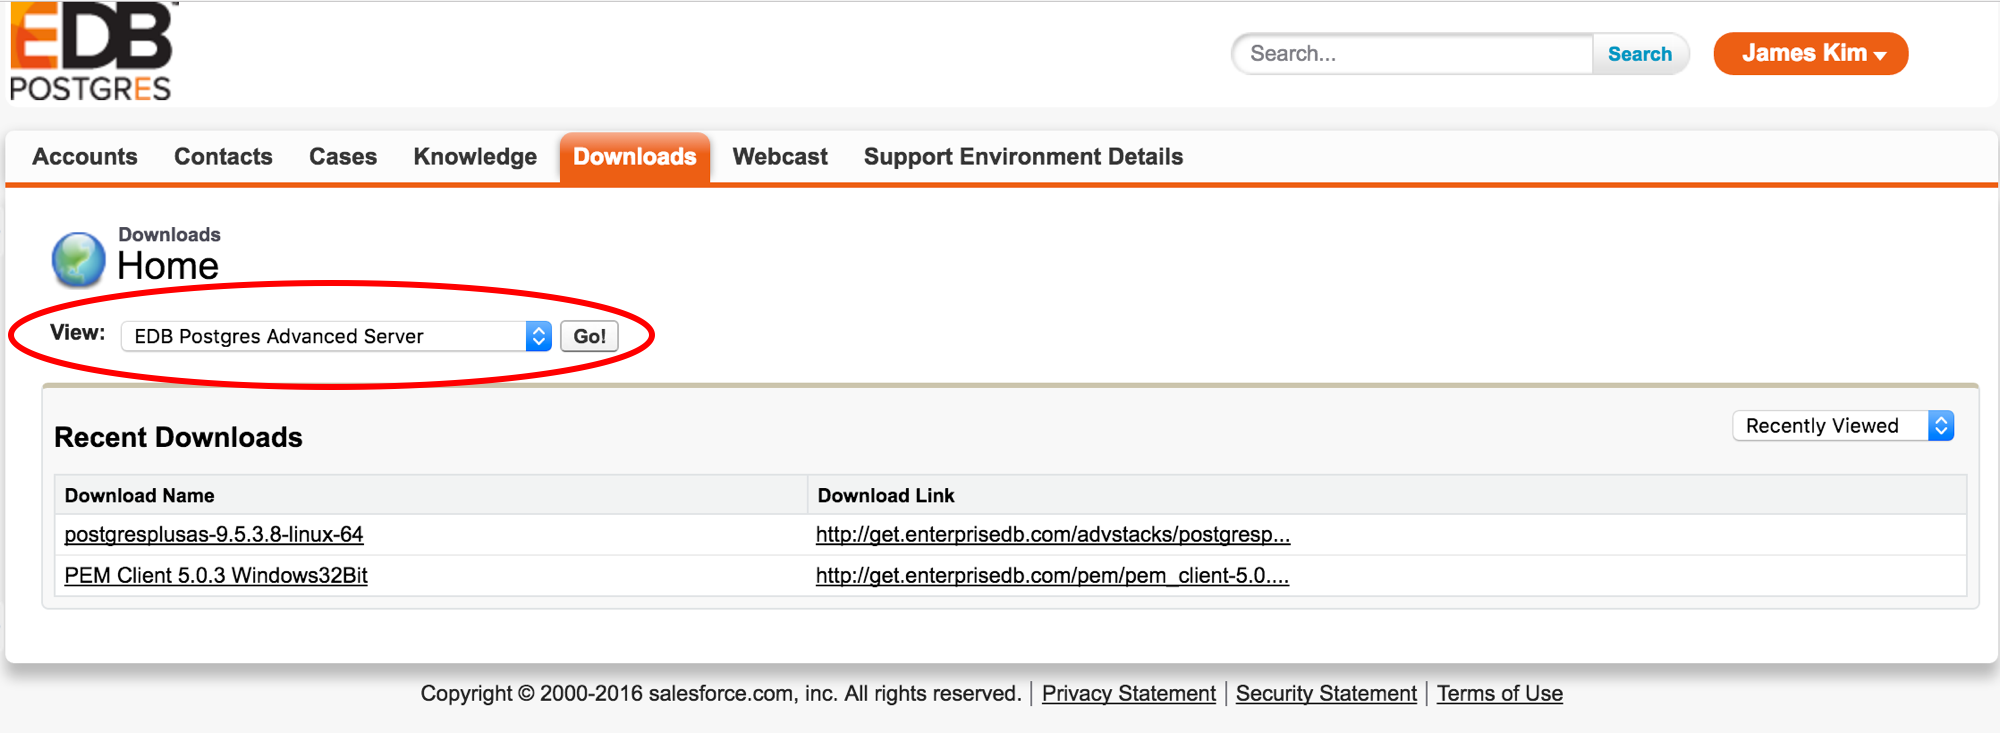 EDB
POSTGRES
Search...
Search
James Kim
Accounts Contacts Cases Knowledge Downloads Webcast Support Environment Details
Downloads
Home
View: EDB Postgres Advanced Server Go!
Recent Downloads
Recently Viewed
Download Name Download Link
postgresplusas-9.5.3.8-linux-64 http://get.enterprisedb.com/advstacks/postgresp...
PEM Client 5.0.3 Windows32Bit http://get.enterprisedb.com/pem/pem_client-5.0....
Copyright © 2000-2016 salesforce.com, inc. All rights reserved. | Privacy Statement | Security Statement | Terms of Use